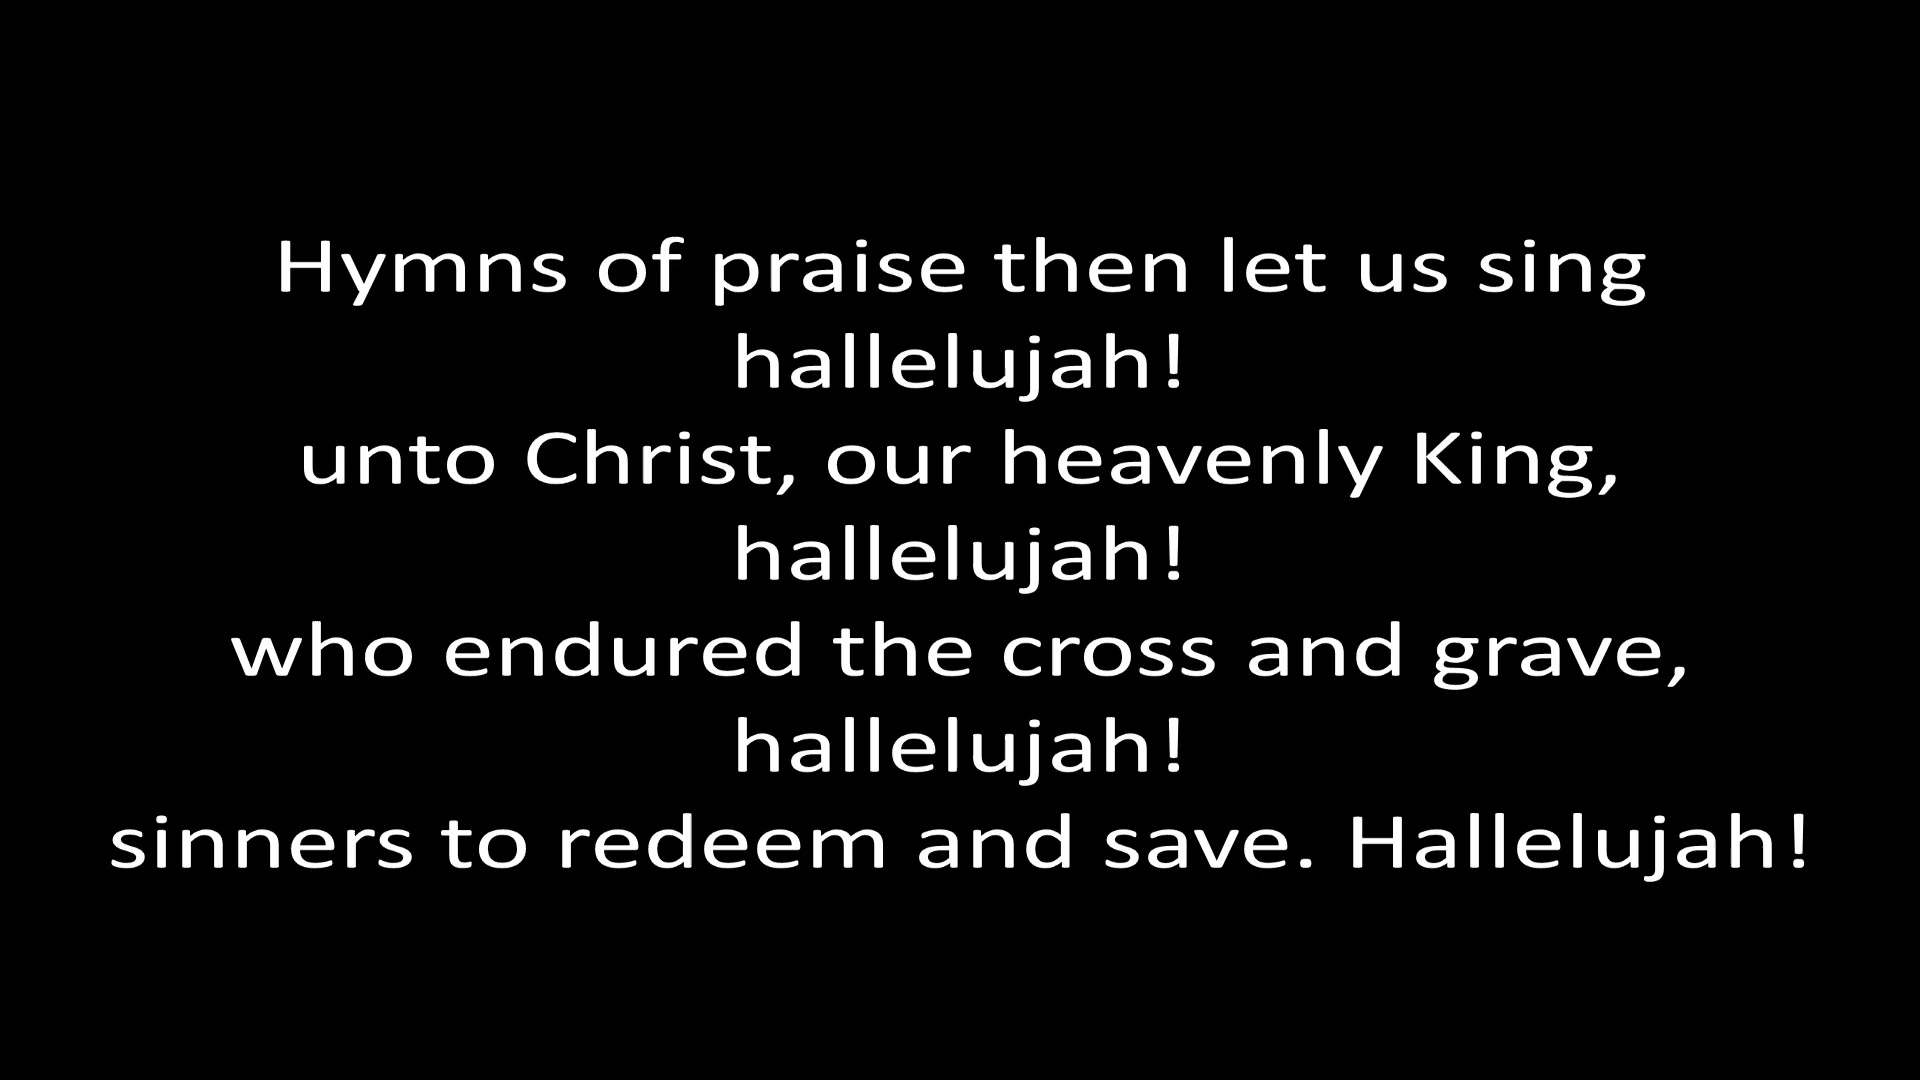 Hymns of praise then let us sing
hallelujah!
unto Christ, our heavenly King,
hallelujah!
who endured the cross and grave,
hallelujah!
sinners to redeem and save. Hallelujah!